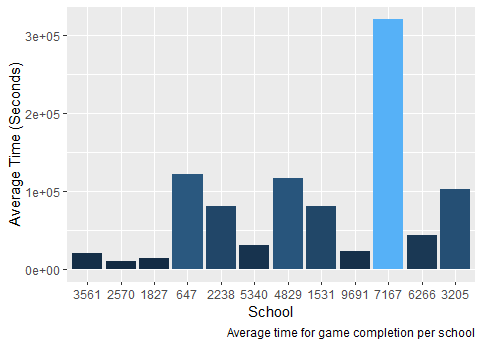 Average Time (Seconds)
3e+05
2e+05
1e+05
0e+00
3561 2570 1827 647 2238 5340 4829 1531 9691 7167 6266 3205
School
Average time for game completion per school